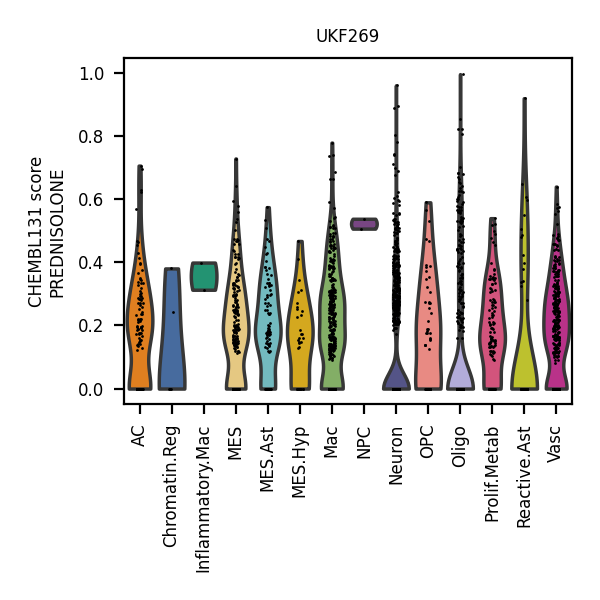 UKF269
CHEMBL131 score
PREDNISOLONE
1.0
0.8
0.6
0.4
0.2
0.0
AC
Chromatin.Reg
Inflammatory.Mac
MES
MES.Ast
MES.Hyp
Mac
NPC
Neuron
OPC
Oligo
Prolif.Metab
Reactive.Ast
Vasc